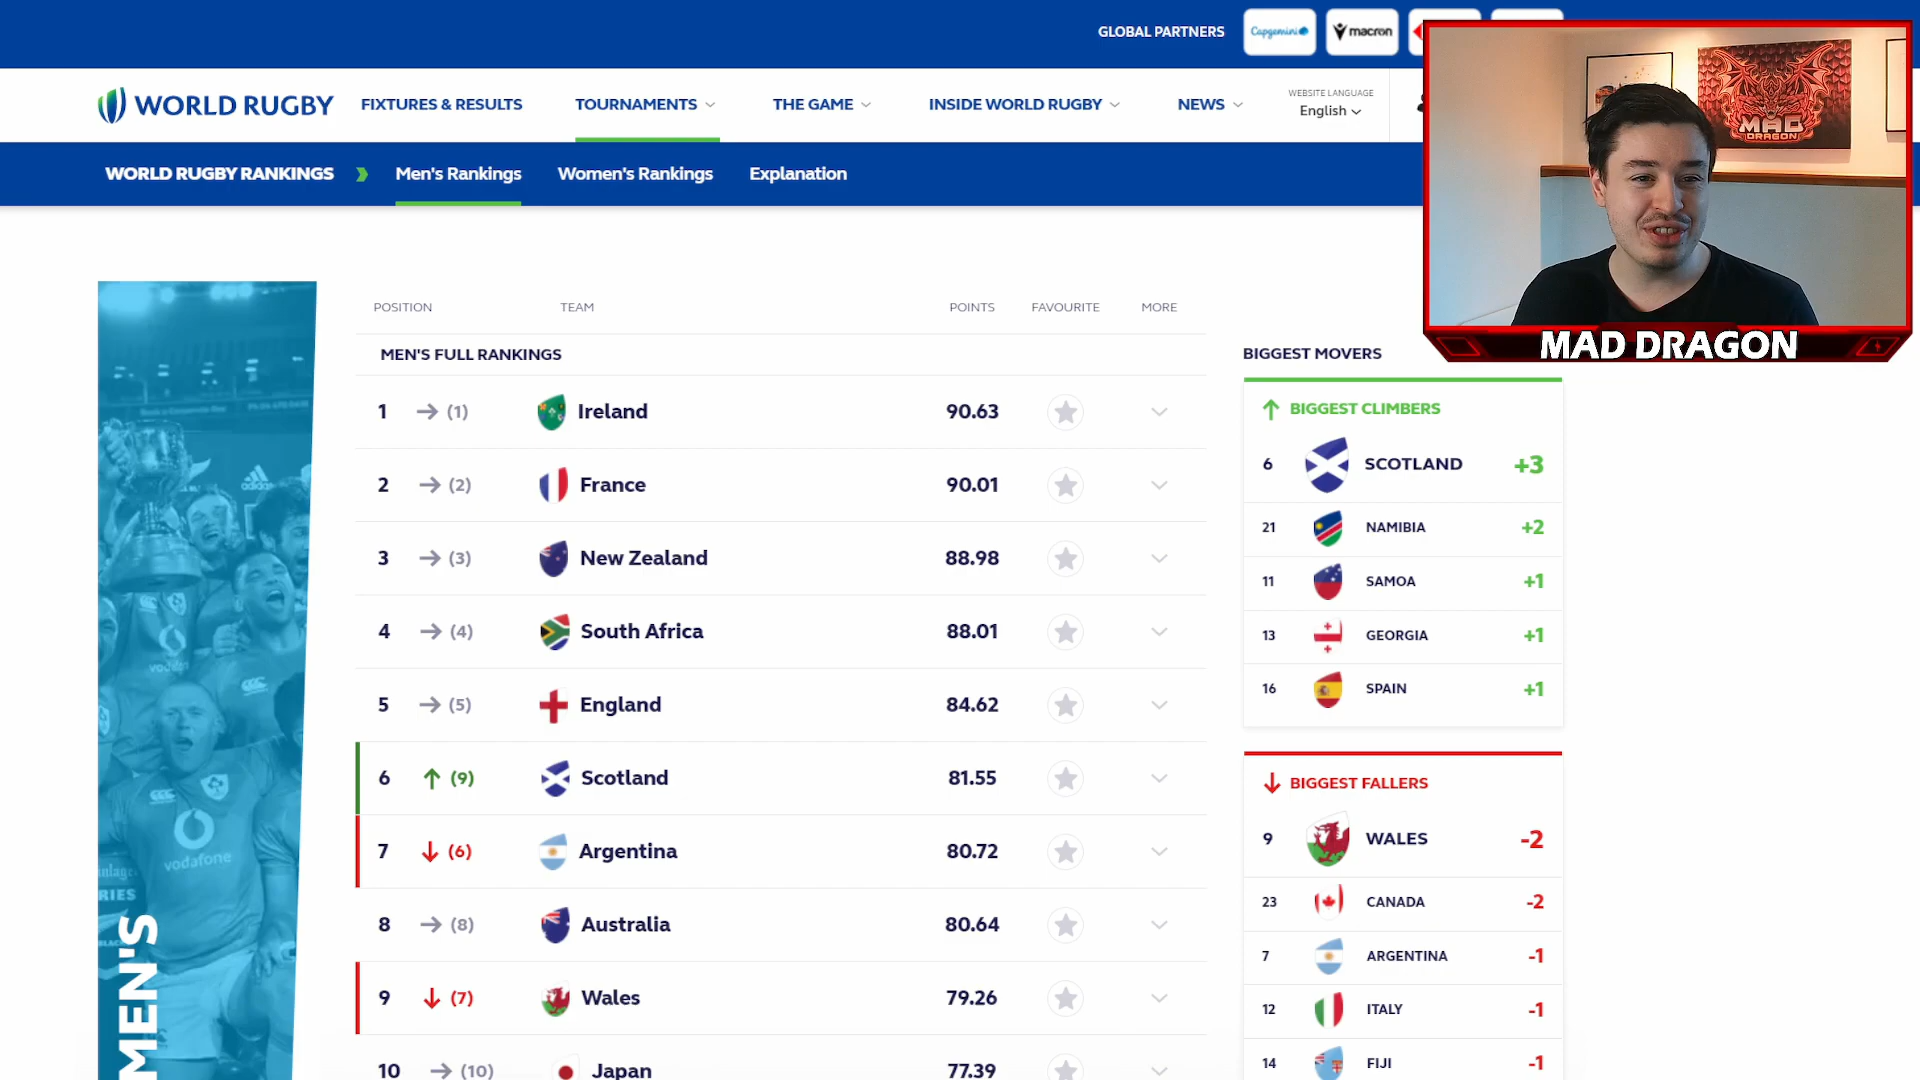 GLOBAL PARTNERS
Capgemini
macron
WORLD RUGBY
FIXTURES & RESULTS
TOURNAMENTS
THE GAME
INSIDE WORLD RUGBY
NEWS
WEBSITE LANGUAGE
English
WORLD RUGBY RANKINGS
Men's Rankings
Women's Rankings
Explanation
MAD
DRAGON
MAD DRAGON
POSITION TEAM POINTS FAVOURITE MORE
MEN'S FULL RANKINGS
1 (1) Ireland 90.63
2 (2) France 90.01
3 (3) New Zealand 88.98
4 (4) South Africa 88.01
5 (5) England 84.62
6 (9) Scotland 81.55
7 (6) Argentina 80.72
8 (8) Australia 80.64
9 (7) Wales 79.26
10 (10) Japan 77.39
BIGGEST MOVERS
BIGGEST CLIMBERS
6 SCOTLAND +3
21 NAMIBIA +2
11 SAMOA +1
13 GEORGIA +1
16 SPAIN +1
BIGGEST FALLERS
9 WALES -2
23 CANADA -2
7 ARGENTINA -1
12 ITALY -1
14 FIJI -1
MEN'S
adidas
vodafone
RIES